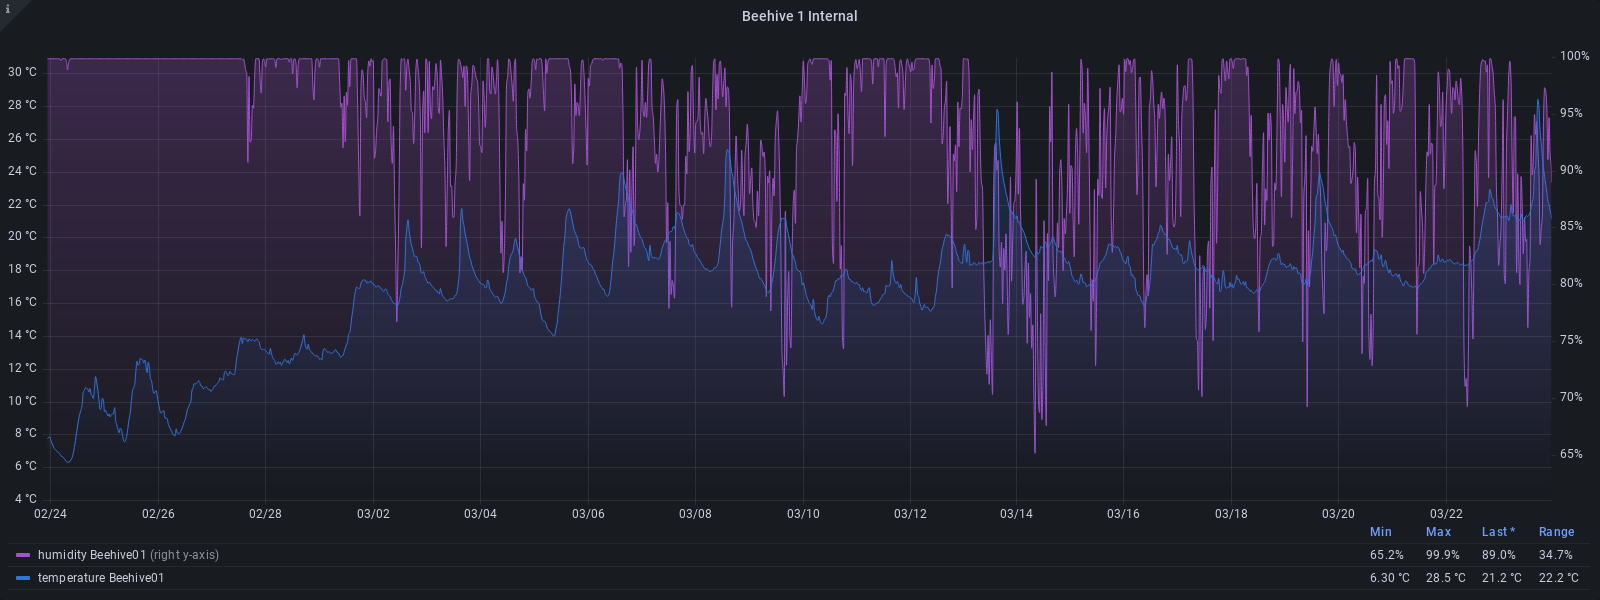 i
Beehive 1 Internal
30 °C
28 °C
26 °C
24 °C
22 °C
20 °C
18 °C
16 °C
14 °C
12 °C
10 °C
8 °C
6 °C
4 °C
100%
95%
90%
85%
80%
75%
70%
65%
02/24 02/26 02/28 03/02 03/04 03/06 03/08 03/10 03/12 03/14 03/16 03/18 03/20 03/22
Min Max Last * Range
humidity Beehive01 (right y-axis) 65.2% 99.9% 89.0% 34.7%
temperature Beehive01 6.30 °C 28.5 °C 21.2 °C 22.2 °C